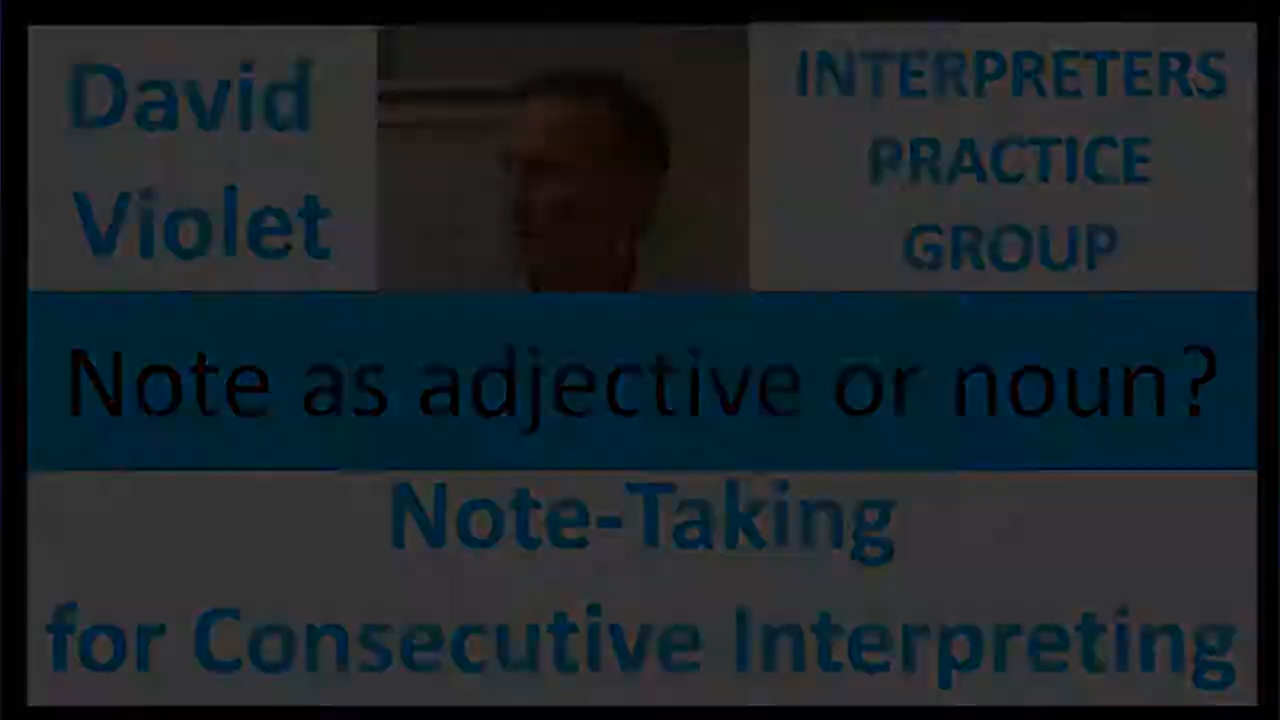 David
Violet
INTERPRETERS
PRACTICE
GROUP
Note as adjective or noun?
Note-Taking
for Consecutive Interpreting